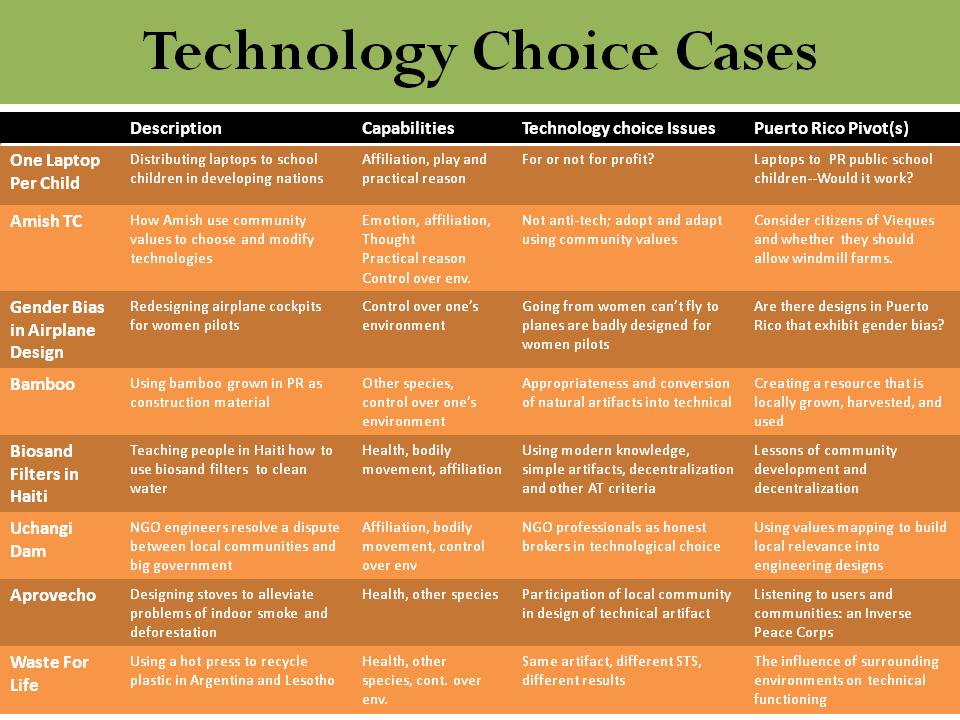 Technology Choice Cases
Description
Capabilities
Technology choice Issues
Puerto Rico Pivot(s)
One Laptop
Per Child
Distributing laptops to school
children in developing nations
Affiliation, play and
practical reason
For or not for profit?
Laptops to PR public school
children--Would it work?
Amish TC
How Amish use community
values to choose and modify
technologies
Emotion, affiliation,
Thought
Practical reason
Control over env.
Not anti-tech; adopt and adapt
using community values
Consider citizens of Vieques
and whether they should
allow windmill farms.
Gender Bias
in Airplane
Design
Redesigning airplane cockpits
for women pilots
Control over one's
environment
Going from women can't fly to
planes are badly designed for
women pilots
Are there designs in Puerto
Rico that exhibit gender bias?
Bamboo
Using bamboo grown in PR as
construction material
Other species,
control over one's
environment
Appropriateness and conversion
of natural artifacts into technical
Creating a resource that is
locally grown, harvested, and
used
Biosand
Filters in
Haiti
Teaching people in Haiti how to
use biosand filters to clean
water
Health, bodily
movement, affiliation
Using modern knowledge,
simple artifacts, decentralization
and other AT criteria
Lessons of community
development and
decentralization
Uchangi
Dam
NGO engineers resolve a dispute
between local communities and
big government
Affiliation, bodily
movement, control
over env
NGO professionals as honest
brokers in technological choice
Using values mapping to build
local relevance into
engineering designs
Aprovecho
Designing stoves to alleviate
problems of indoor smoke and
deforestation
Health, other species
Participation of local community
in design of technical artifact
Listening to users and
communities: an Inverse
Peace Corps
Waste For
Life
Using a hot press to recycle
plastic in Argentina and Lesotho
Health, other
species, cont. over
env.
Same artifact, different STS,
different results
The influence of surrounding
environments on technical
functioning